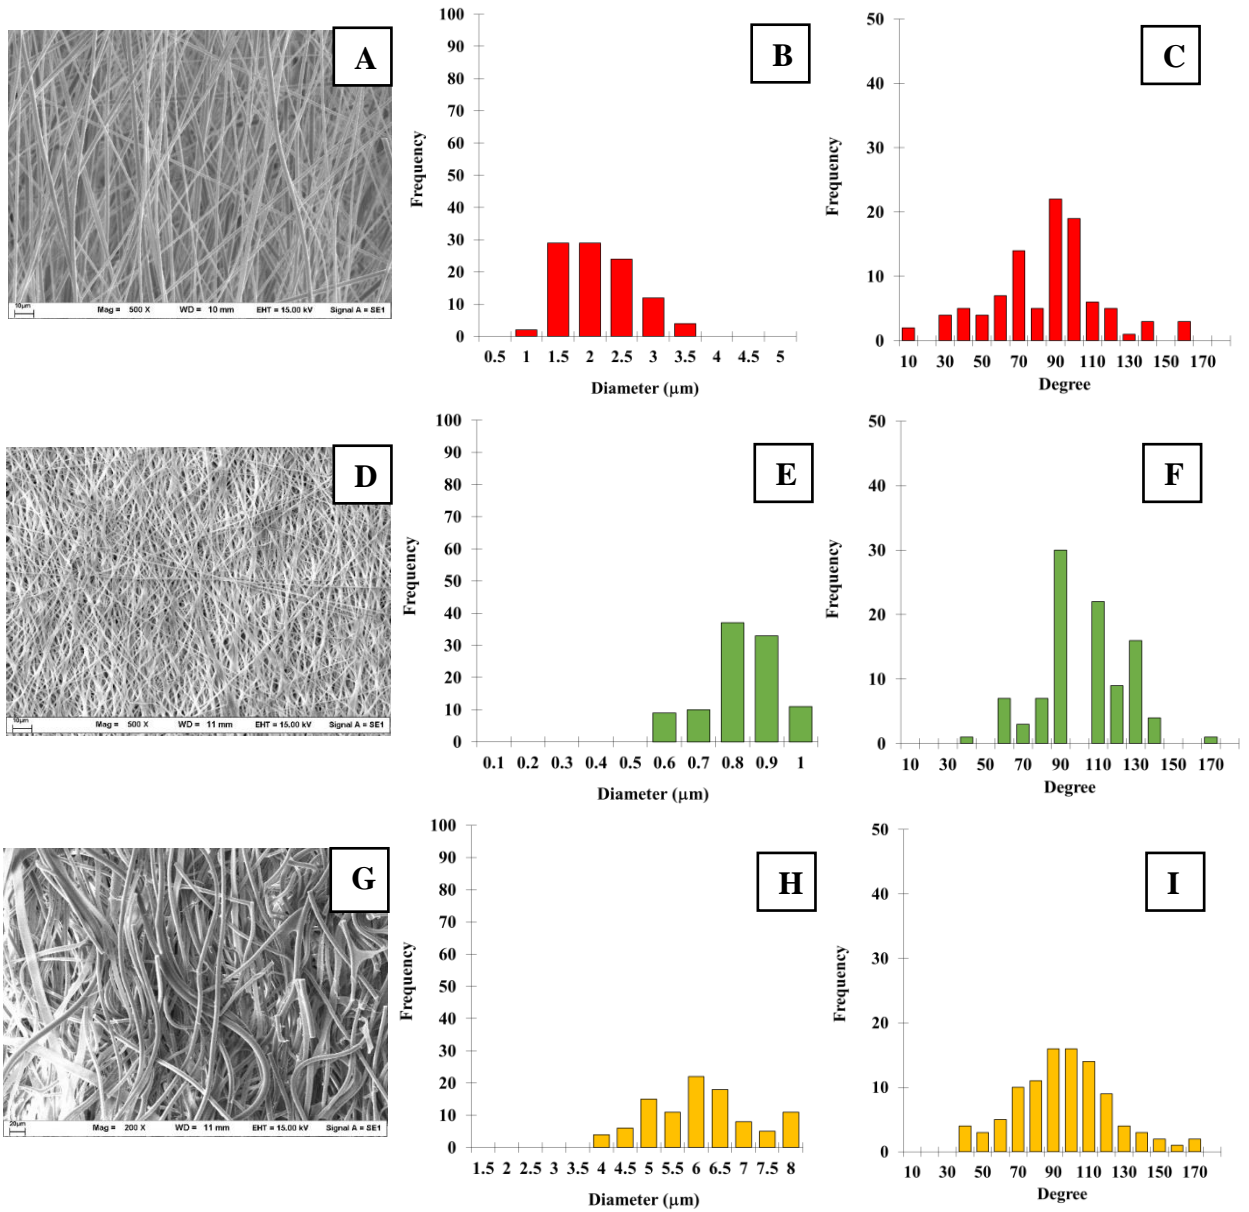 A
10µm
Mag = 500 X WD = 10 mm EHT = 15.00 kV Signal A = SE1
B
Frequency
100
90
80
70
60
50
40
30
20
10
0
0.5 1 1.5 2 2.5 3 3.5 4 4.5 5
Diameter (μm)
C
Frequency
50
40
30
20
10
0
10 30 50 70 90 110 130 150 170
Degree
D
10µm
Mag = 500 X WD = 11 mm EHT = 15.00 kV Signal A = SE1
E
Frequency
100
90
80
70
60
50
40
30
20
10
0
0.1 0.2 0.3 0.4 0.5 0.6 0.7 0.8 0.9 1
Diameter (μm)
F
Frequency
50
40
30
20
10
0
10 30 50 70 90 110 130 150 170
Degree
G
20µm
Mag = 200 X WD = 11 mm EHT = 15.00 kV Signal A = SE1
H
Frequency
100
90
80
70
60
50
40
30
20
10
0
1.5 2 2.5 3 3.5 4 4.5 5 5.5 6 6.5 7 7.5 8
Diameter (μm)
I
Frequency
50
40
30
20
10
0
10 30 50 70 90 110 130 150 170
Degree